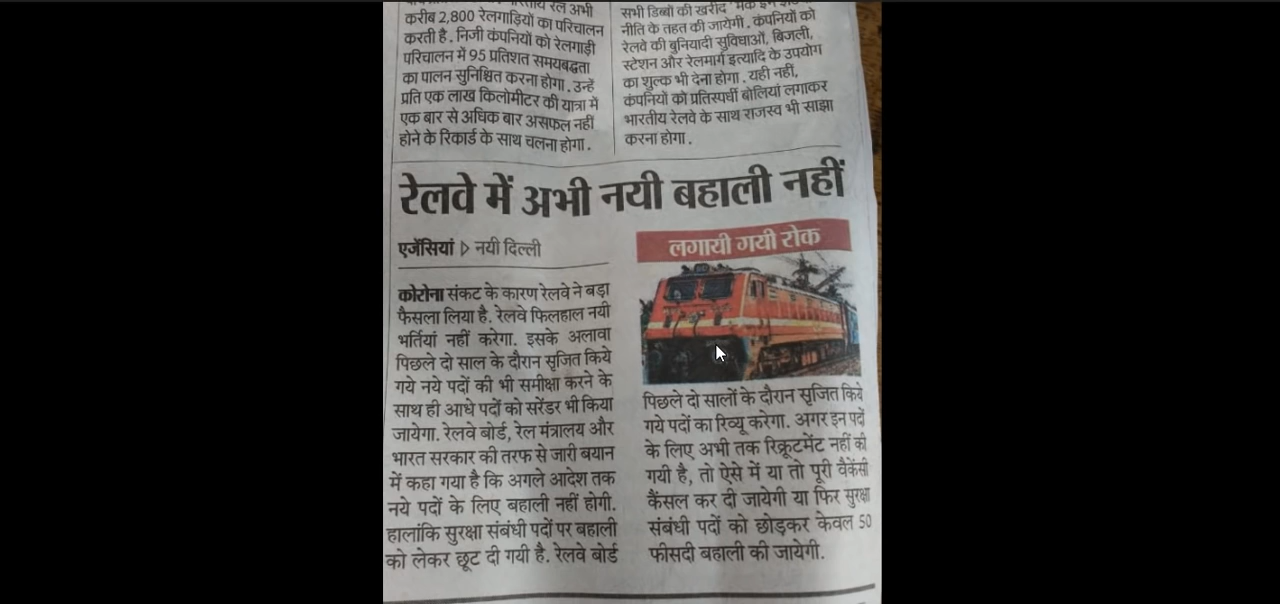 करीब 2,800 रेलगाड़ियों का परिचालन
करती है. निजी कंपनियों को रेलगाड़ी
परिचालन में 95 प्रतिशत समयबद्धता
का पालन सुनिश्चित करना होगा. उन्हें
प्रति एक लाख किलोमीटर की यात्रा में
एक बार से अधिक बार असफल नहीं
होने के रिकार्ड के साथ चलना होगा.
सभी डिब्बों की खरीद
नीति के तहत की जायेगी. कंपनियों को
रेलवे की बुनियादी सुविघाओं, बिजली,
स्टेशन और रेलमार्ग इत्यादि के उपयोग
का शुल्क भी देना होगा. यही नहीं,
कंपनियों को प्रतिस्पर्धी बोलियां लगाकर
भारतीय रेलवे के साथ राजस्व भी साझा
करना होगा.
रेलवे में अभी नयी बहाली नहीं
एजेंसियां ▷ नयी दिल्ली
कोरोना संकट के कारण रेलवे ने बड़ा
फैसला लिया है. रेलवे फिलहाल नयी
भर्तियां नहीं करेगा. इसके अलावा
पिछले दो साल के दौरान सृजित किये
गये नये पदों की भी समीक्षा करने के
साथ ही आधे पदों को सरेंडर भी किया
जायेगा. रेलवे बोर्ड, रेल मंत्रालय और
भारत सरकार की तरफ से जारी बयान
में कहा गया है कि अगले आदेश तक
नये पदों के लिए बहाली नहीं होगी.
हालांकि सुरक्षा संबंधी पदों पर बहाली
को लेकर छूट दी गयी है. रेलवे बोर्ड
लगायी गयी रोक
पिछले दो सालों के दौरान सृजित किये
गये पदों का रिव्यू करेगा. अगर इन पदों
के लिए अभी तक रिक्रूटमेंट नहीं की
गयी है, तो ऐसे में या तो पूरी वैकेंसी
कैंसल कर दी जायेगी या फिर सुरक्षा
संबंधी पदों को छोड़कर केवल 50
फीसदी बहाली की जायेगी.